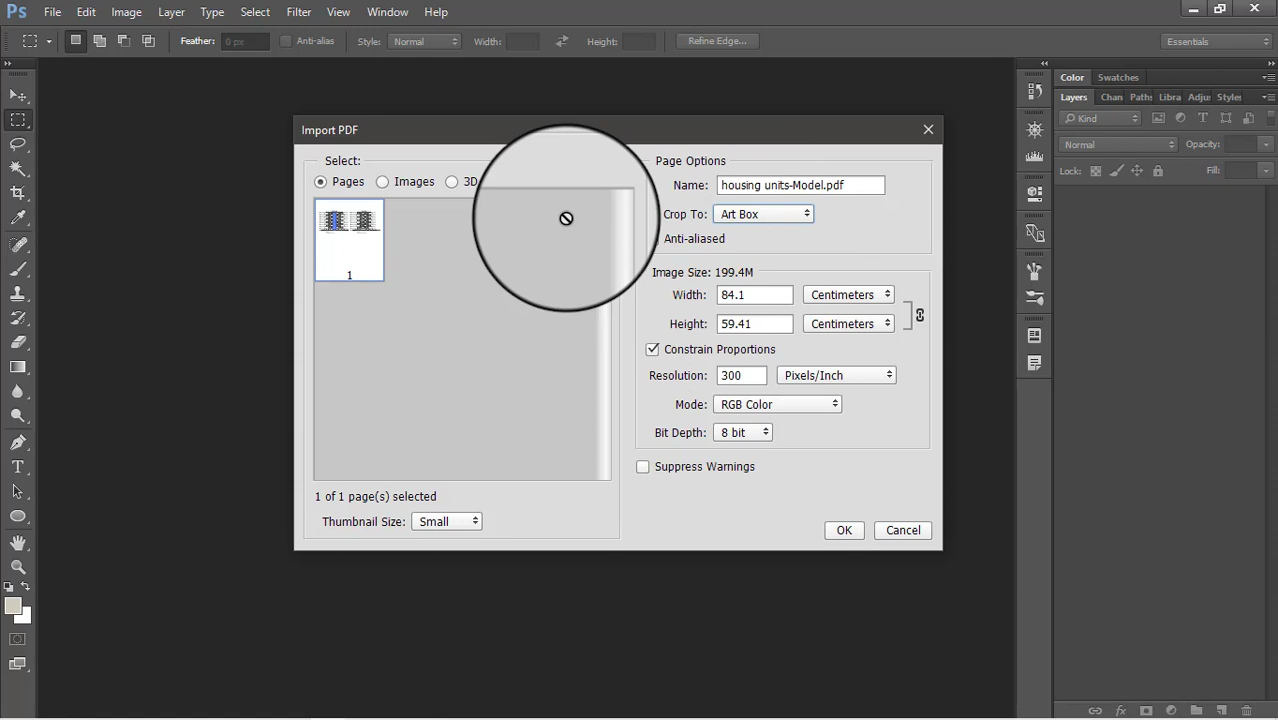 Ps File Edit Image Layer Type Select Filter View Window Help
Feather: 0 px Anti-alias Style: Normal Width: Height: Refine Edge... Essentials
Color Swatches
Layers Chan Paths Libra Adjus Styles
Kind
Normal Opacity:
Lock: Fill:
Import PDF
Select:
Pages Images 3D
1
1 of 1 page(s) selected
Thumbnail Size: Small
Page Options
Name: housing units-Model.pdf
Crop To: Art Box
Anti-aliased
Image Size: 199.4M
Width: 84.1 Centimeters
Height: 59.41 Centimeters
Constrain Proportions
Resolution: 300 Pixels/Inch
Mode: RGB Color
Bit Depth: 8 bit
Suppress Warnings
OK Cancel